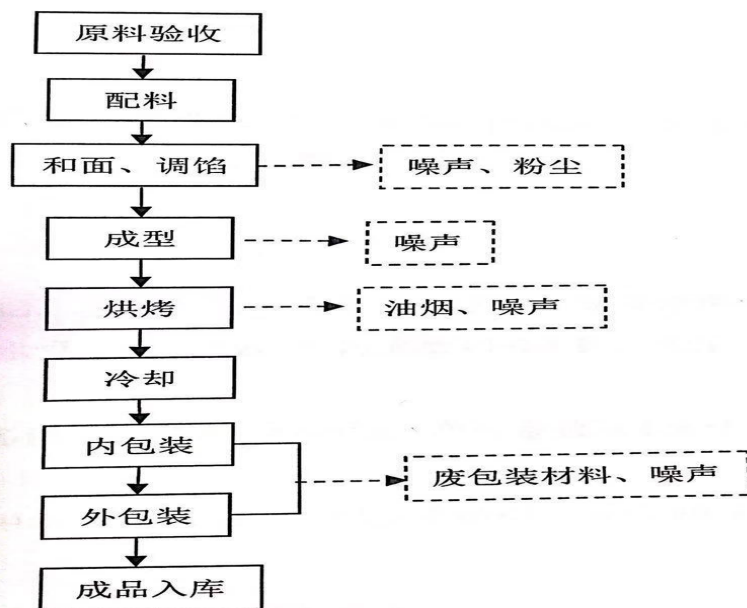 原料验收
配料
和面、调馅
噪声、粉尘
成型
噪声
烘烤
油烟、噪声
冷却
内包装
废包装材料、噪声
外包装
成品入库